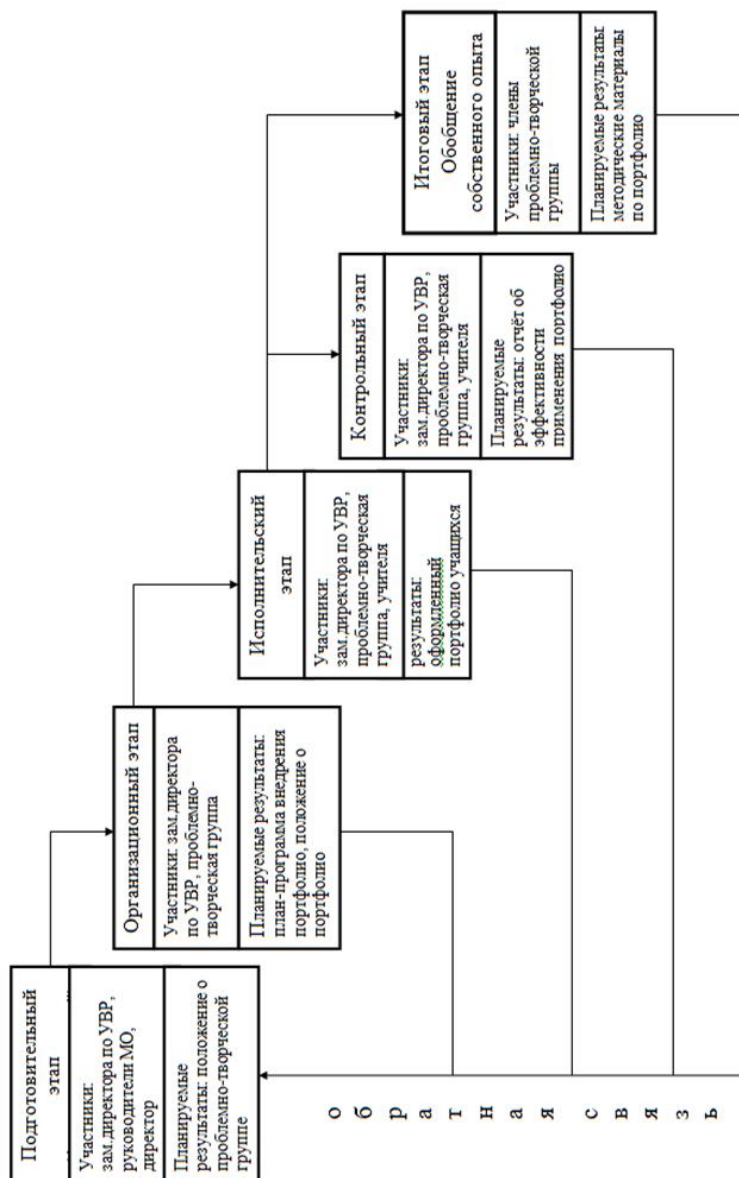 Подготовительный
этап
Участники:
зам.директора по УВР,
руководители МО,
директор
Планируемые
результаты: положение о
проблемно-творческой
группе
Организационный этап
Участники: зам.директора
по УВР, проблемно-
творческая группа
Планируемые результаты:
план-программа внедрения
портфолио, положение о
портфолио
Исполнительский
этап
Участники:
зам.директора по УВР,
проблемно-творческая
группа, учителя
результаты:
оформленный
портфолио учащихся
Контрольный этап
Участники:
зам.директора по УВР,
проблемно-творческая
группа, учителя
Планируемые
результаты: отчёт об
эффективности
применения портфолио
Итоговый этап
Обобщение
собственного опыта
Участники: члены
проблемно-творческой
группы
Планируемые результаты:
методические материалы
по портфолио
обратная связь